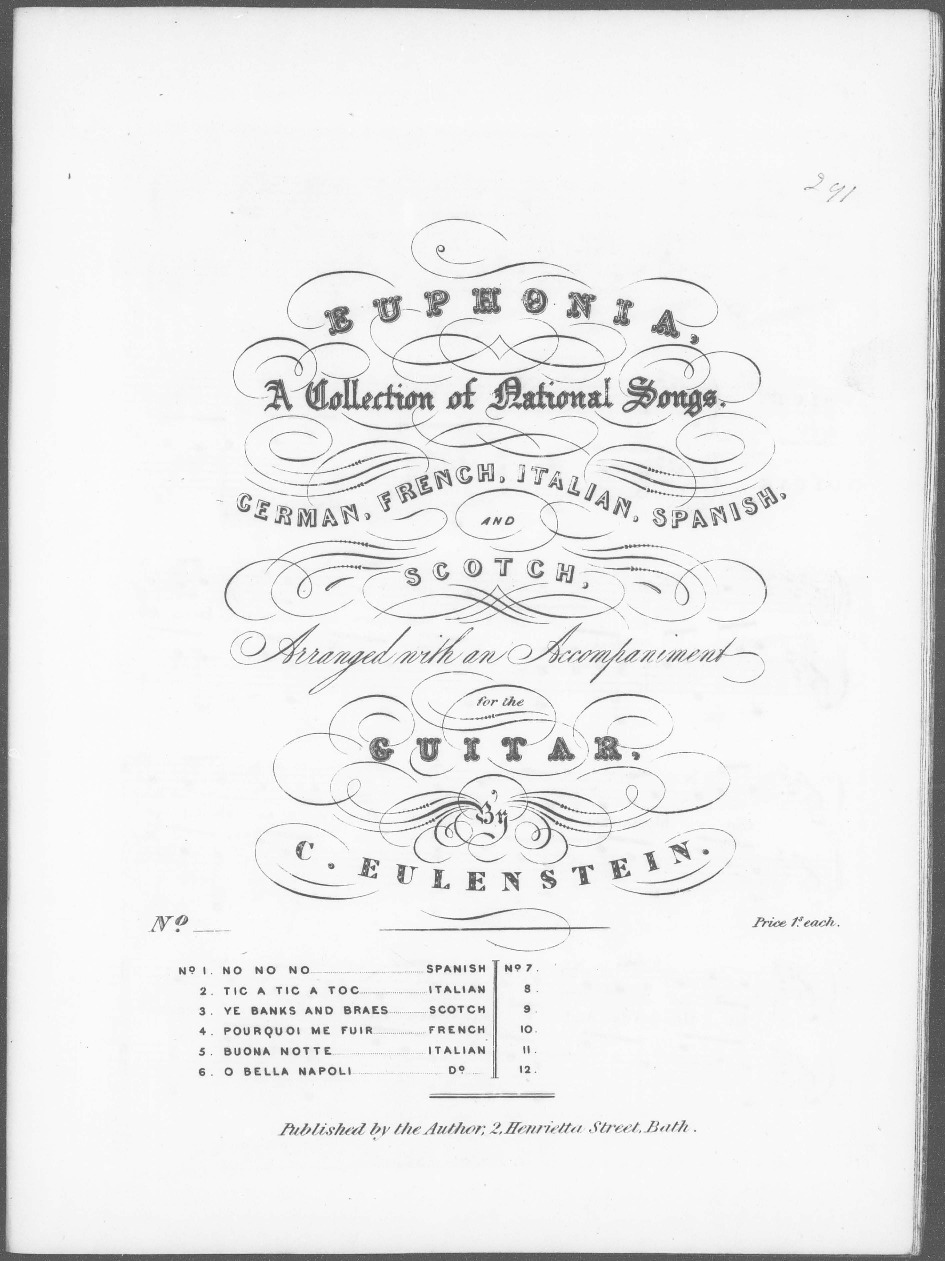 291
EUPHONIA,
A Collection of National Songs.
GERMAN, FRENCH, ITALIAN, SPANISH,
AND
SCOTCH,
Arranged with an Accompaniment
for the
GUITAR,
By
C. EULENSTEIN.
Nº. ____ Price 1s each.
Nº 1. NO NO NO SPANISH Nº 7.
2. TIC A TIC A TOC ITALIAN 8.
3. YE BANKS AND BRAES SCOTCH 9
4. POURQUOI ME FUIR FRENCH 10.
5. BUONA NOTTE ITALIAN 11.
6. O BELLA NAPOLI Dº 12.
Published by the Author, 2, Henrietta Street, Bath.